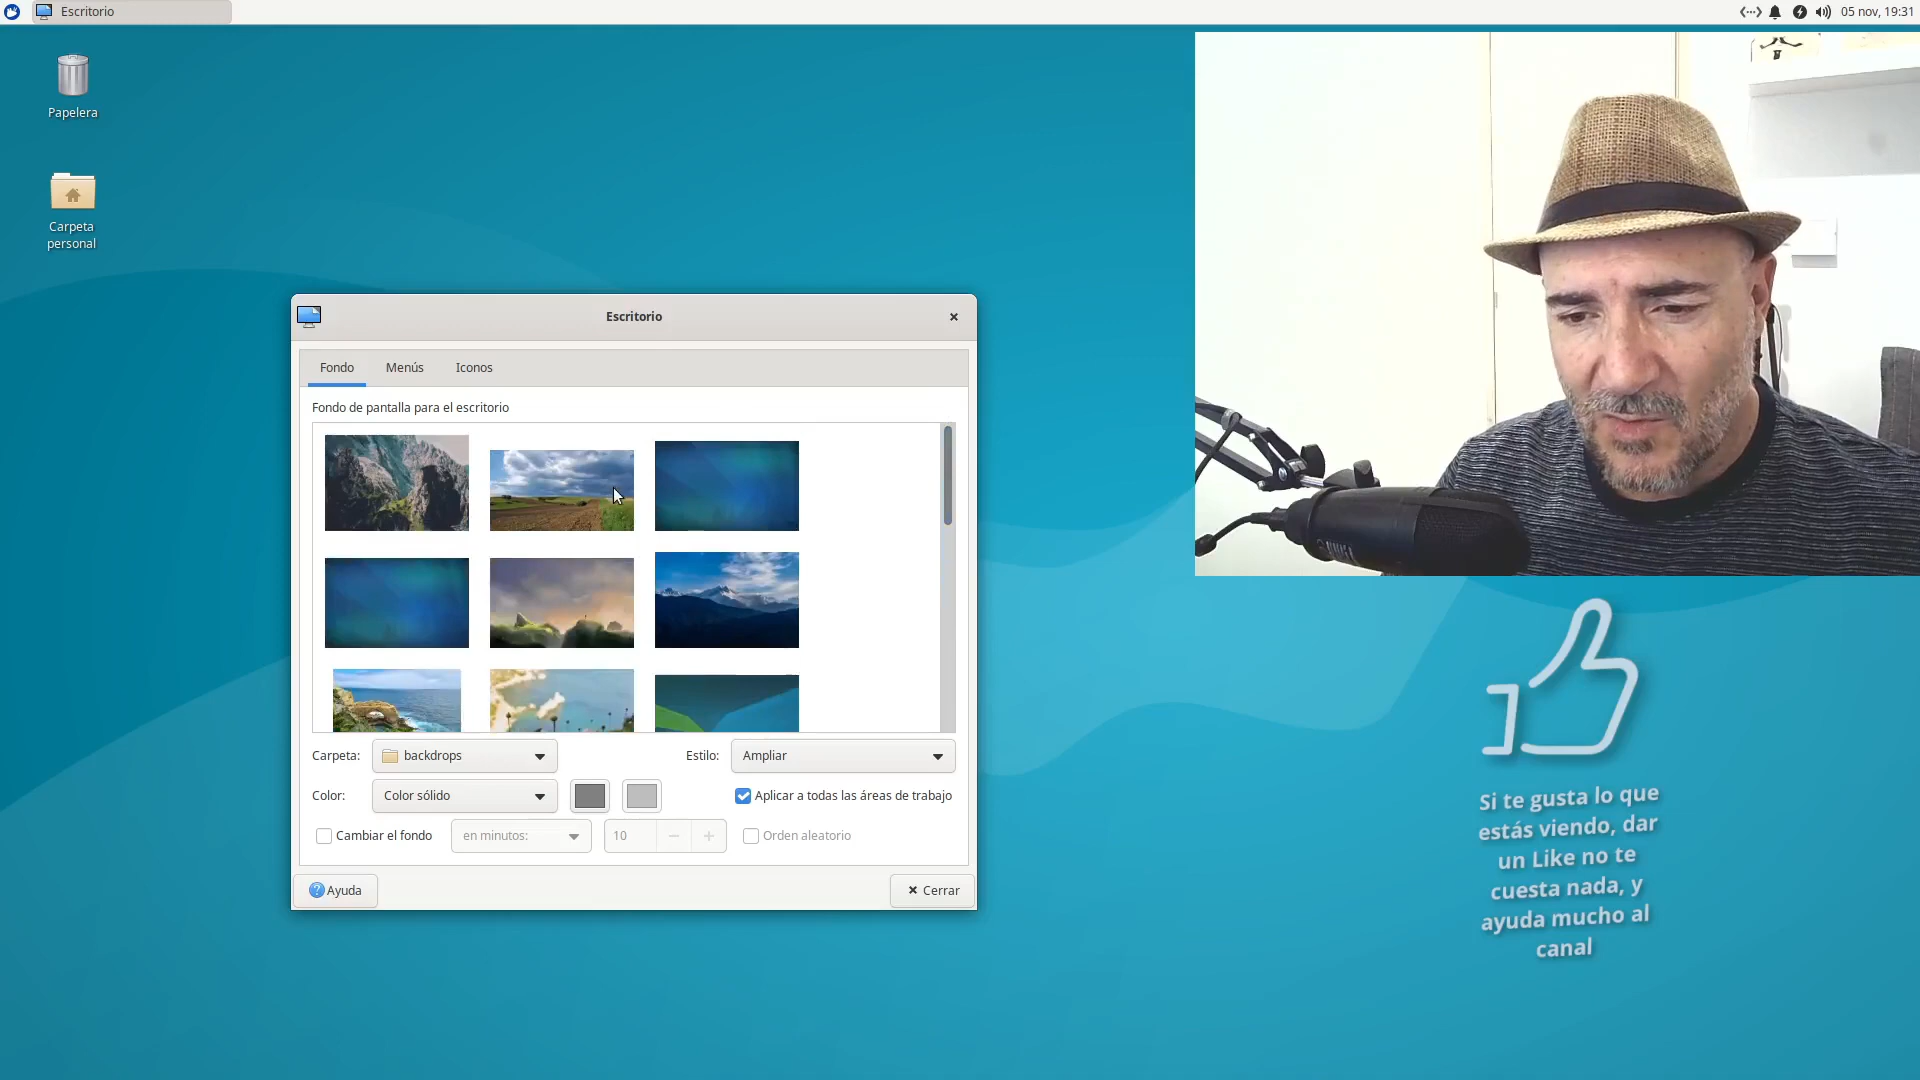 Escritorio
05 nov, 19:31
Papelera
Carpeta
personal
Escritorio
Fondo
Menús
Iconos
Fondo de pantalla para el escritorio
Carpeta:
backdrops
Estilo:
Ampliar
Color:
Color sólido
Aplicar a todas las áreas de trabajo
Cambiar el fondo
en minutos:
10
Orden aleatorio
Ayuda
Cerrar
Si te gusta lo que
estás viendo, dar
un Like no te
cuesta nada, y
ayuda mucho al
canal